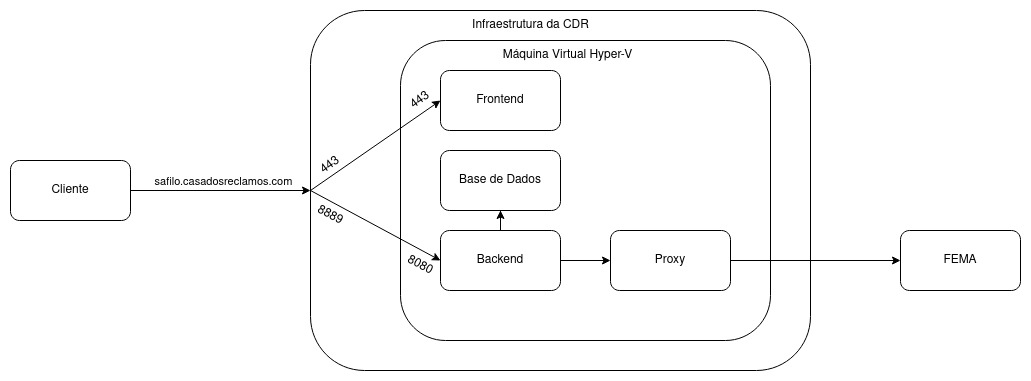 Infraestrutura da CDR
Máquina Virtual Hyper-V
443
Frontend
443
Cliente
safilo.casadosreclamos.com
Base de Dados
8889
8080
Backend
Proxy
FEMA